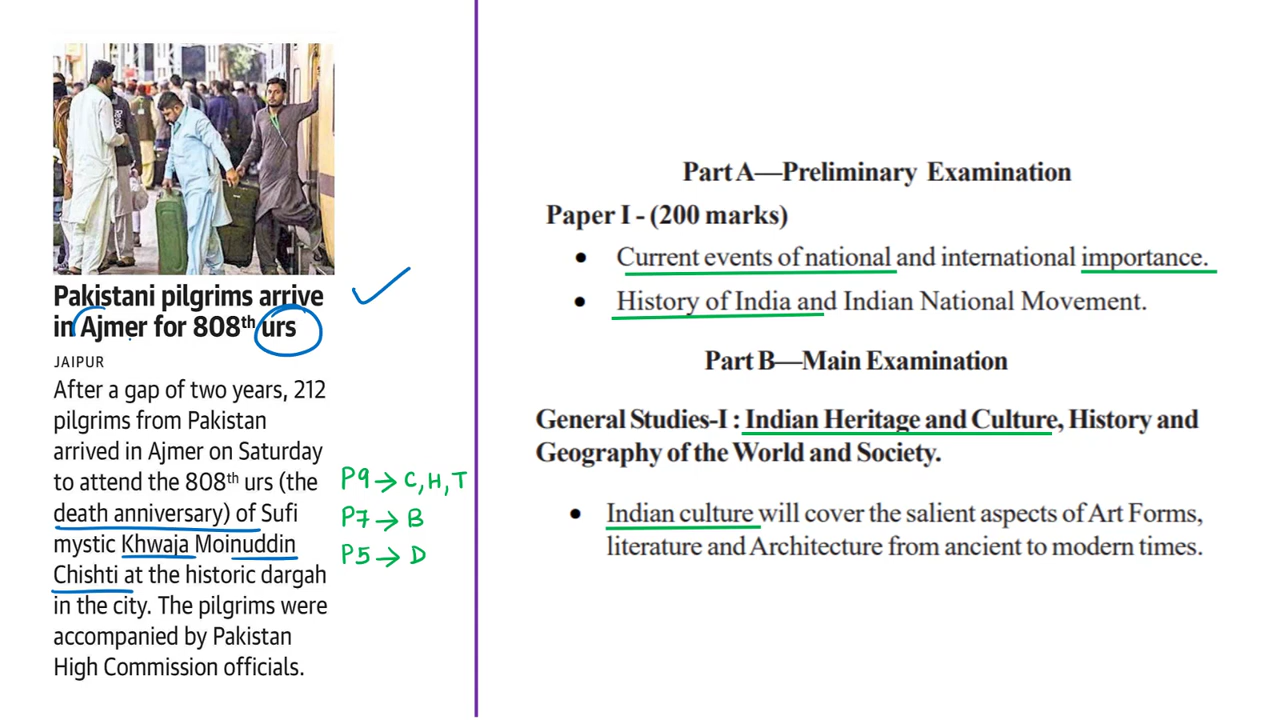 Pakistani pilgrims arrive
in Ajmer for 808th urs
JAIPUR
After a gap of two years, 212
pilgrims from Pakistan
arrived in Ajmer on Saturday
to attend the 808th urs (the
death anniversary) of Sufi
mystic Khwaja Moinuddin
Chishti at the historic dargah
in the city. The pilgrims were
accompanied by Pakistan
High Commission officials.
P9 → C, H, T
P7 → B
P5 → D
Part A—Preliminary Examination
Paper I - (200 marks)
• Current events of national and international importance.
• History of India and Indian National Movement.
Part B—Main Examination
General Studies-I : Indian Heritage and Culture, History and
Geography of the World and Society.
• Indian culture will cover the salient aspects of Art Forms,
literature and Architecture from ancient to modern times.